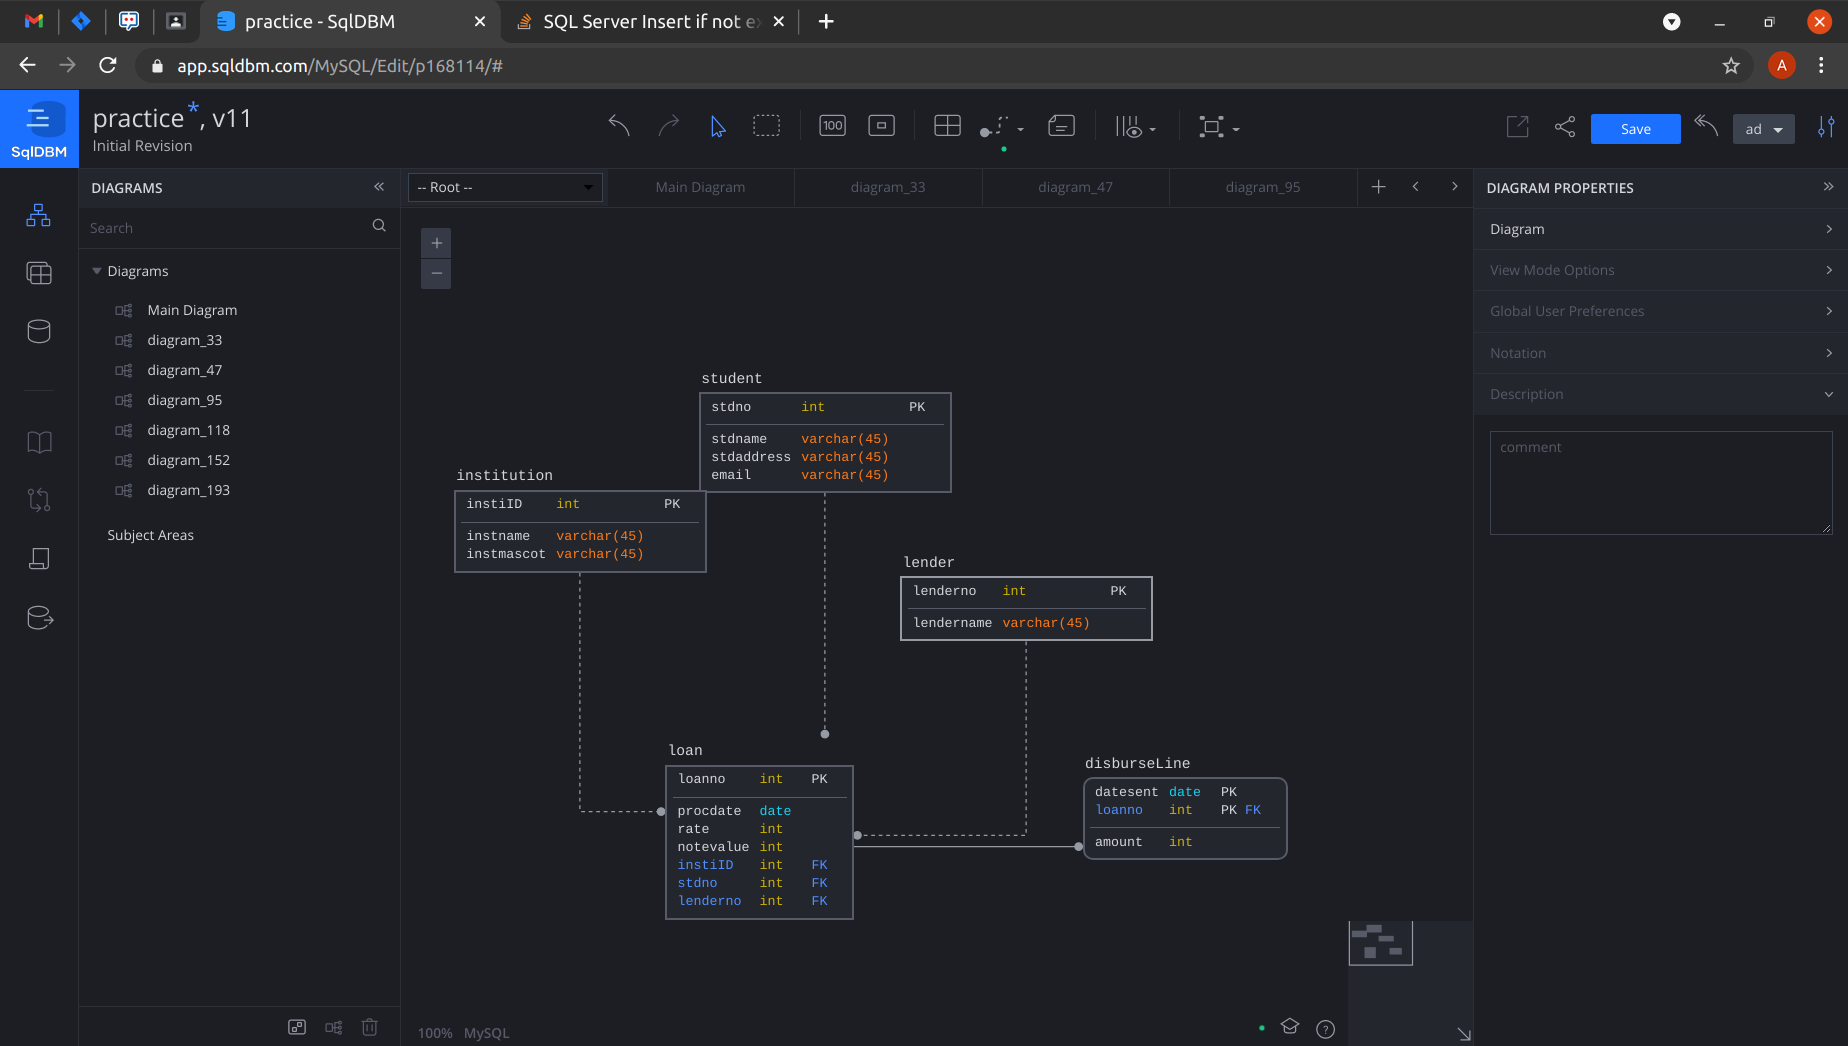 practice - SqlDBM
SQL Server Insert if not e
app.sqldbm.com/MySQL/Edit/p168114/#
A
SqlDBM
practice*, v11
Initial Revision
100
Save
ad
DIAGRAMS
-- Root --
Main Diagram
diagram_33
diagram_47
diagram_95
DIAGRAM PROPERTIES
Search
Diagrams
Main Diagram
diagram_33
diagram_47
diagram_95
diagram_118
diagram_152
diagram_193
Subject Areas
student
stdno int PK
stdname varchar(45)
stdaddress varchar(45)
email varchar(45)
institution
instiID int PK
instname varchar(45)
instmascot varchar(45)
lender
lenderno int PK
lendername varchar(45)
loan
loanno int PK
procdate date
rate int
notevalue int
instiID int FK
stdno int FK
lenderno int FK
disburseLine
datesent date PK
loanno int PK FK
amount int
Diagram
View Mode Options
Global User Preferences
Notation
Description
comment
100% MySQL
?